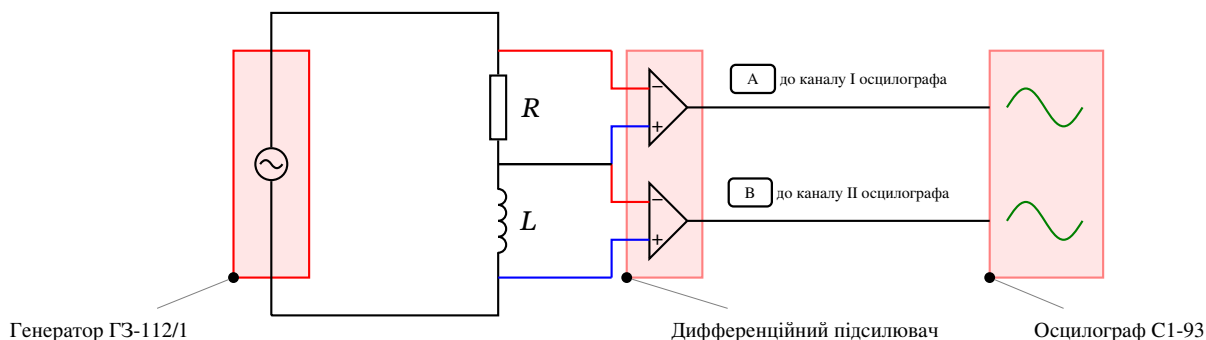 A до каналу I осцилографа
R
−
+
B до каналу II осцилографа
L
−
+
Генератор ГЗ-112/1
Дифференційний підсилювач
Осцилограф С1-93